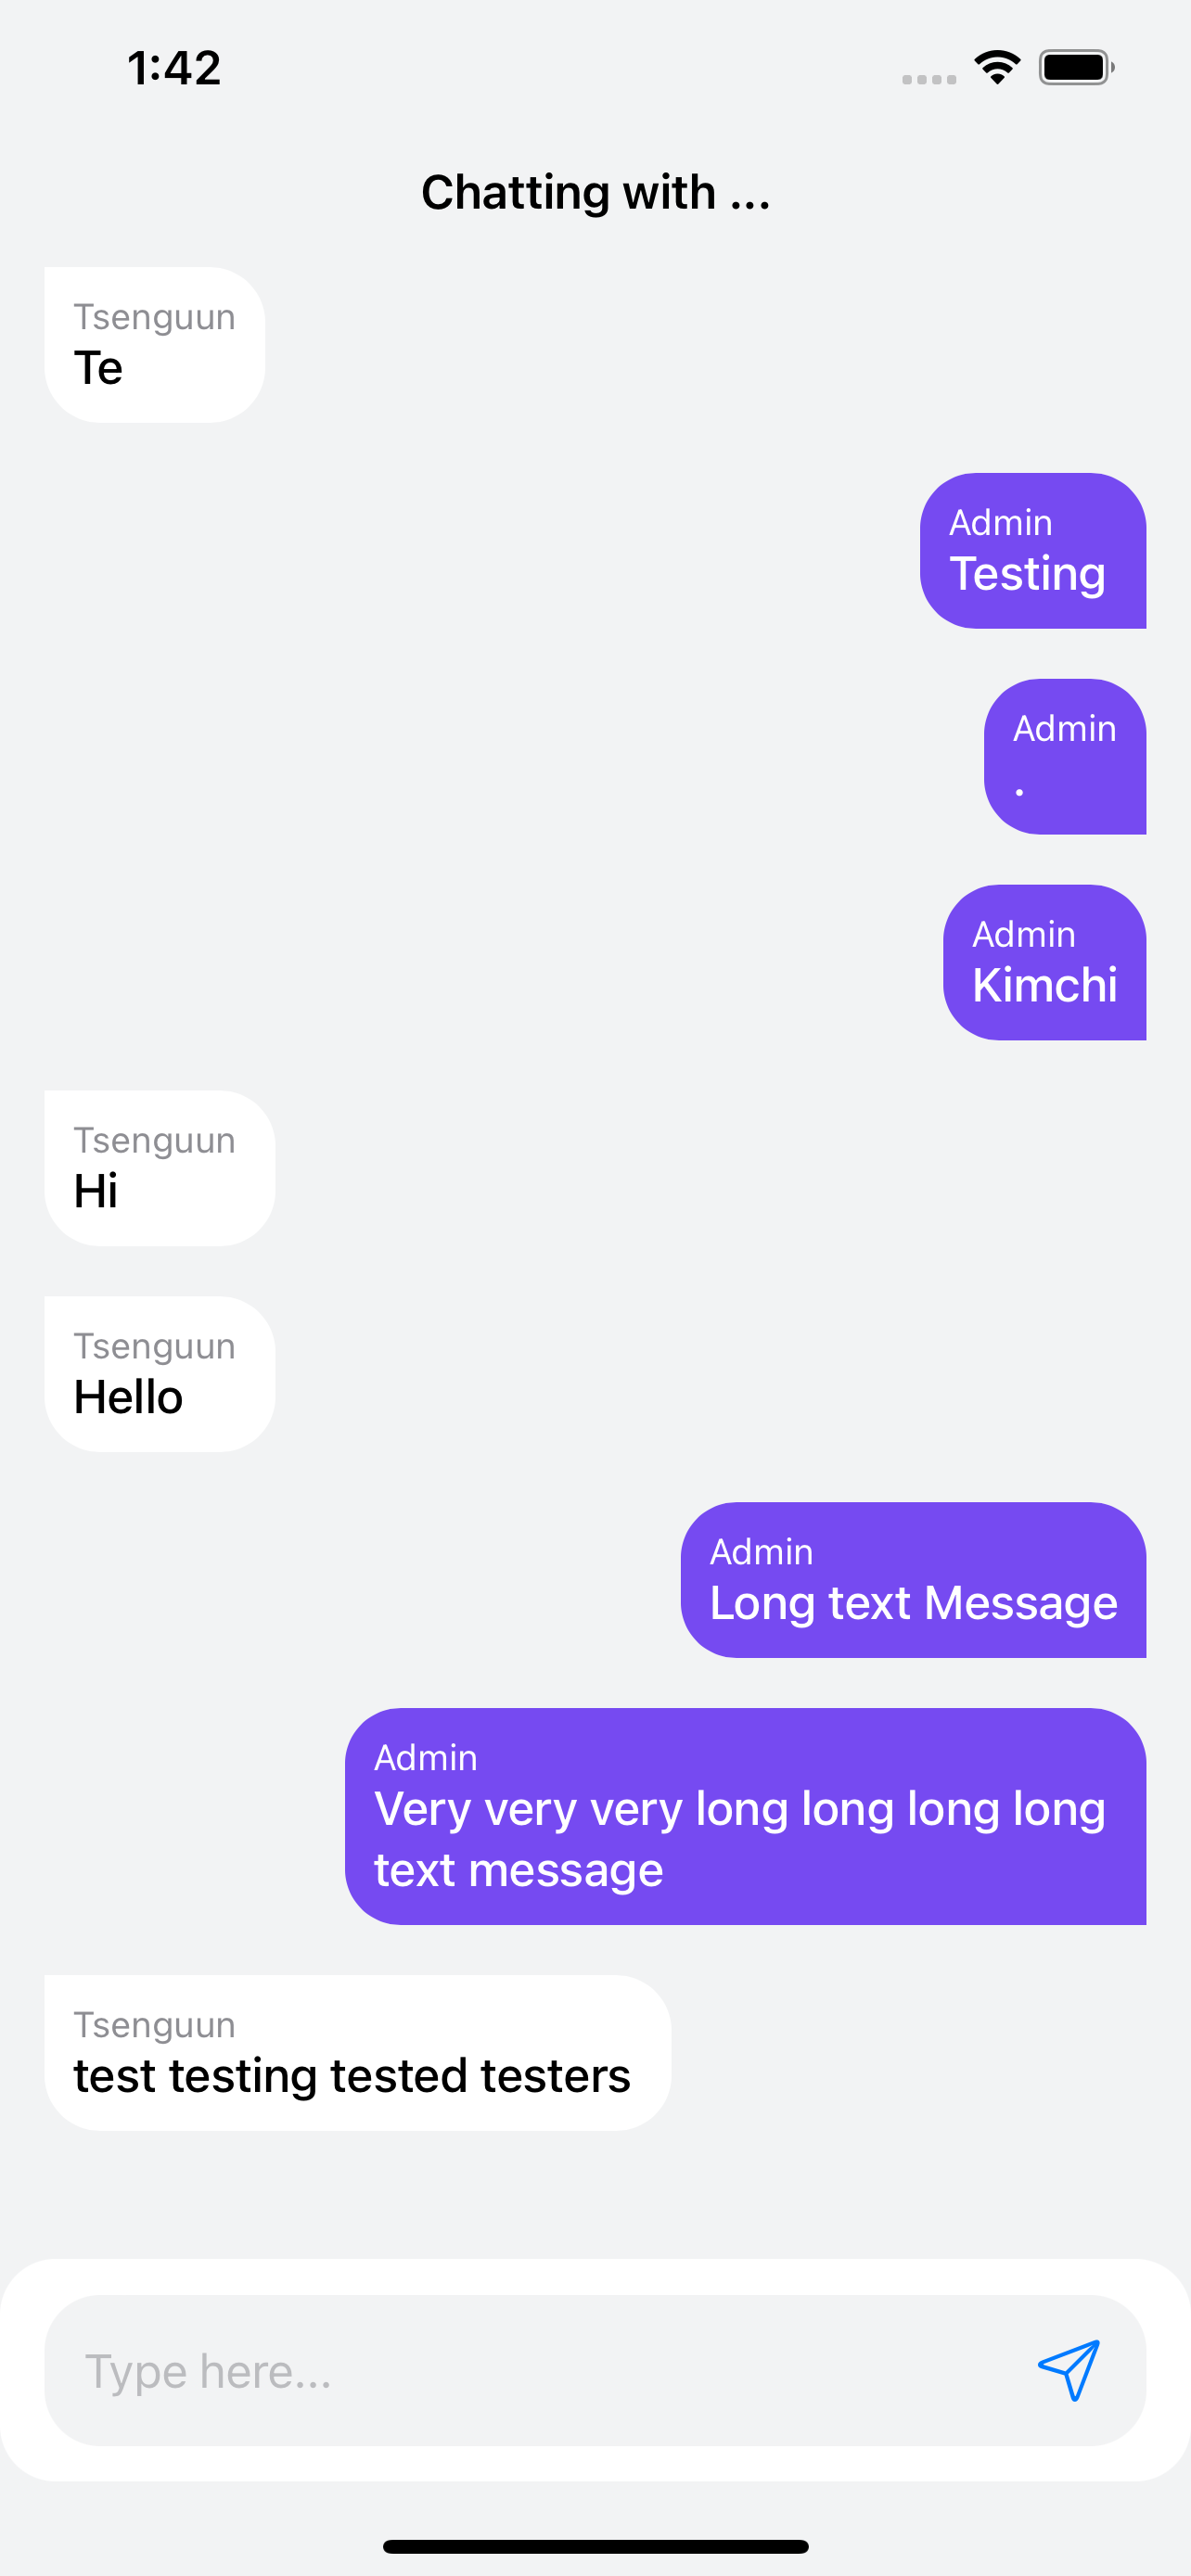 1:42
Chatting with ...
Tsenguun
Te
Admin
Testing
Admin
.
Admin
Kimchi
Tsenguun
Hi
Tsenguun
Hello
Admin
Long text Message
Admin
Very very very long long long long
text message
Tsenguun
test testing tested testers
Type here...